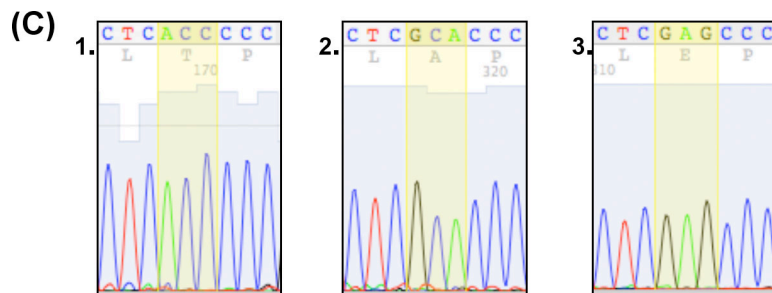 (C)
1.
C T C A C C C C C
L T P
170
2.
C T C G C A C C C
L A P
320
3.
C T C G A G C C C
310
L E P